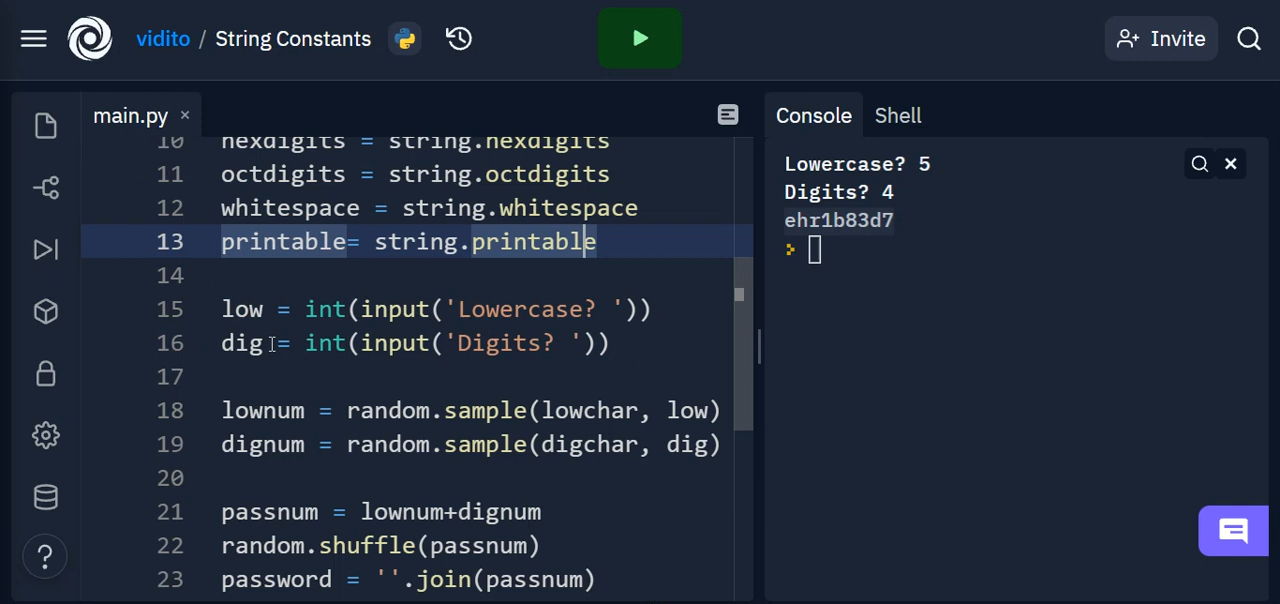 vidito / String Constants
Invite
main.py ×
Console Shell
10 hexdigits = string.hexdigits
11 octdigits = string.octdigits
12 whitespace = string.whitespace
13 printable= string.printable
14
15 low = int(input('Lowercase? '))
16 dig = int(input('Digits? '))
17
18 lownum = random.sample(lowchar, low)
19 dignum = random.sample(digchar, dig)
20
21 passnum = lownum+dignum
22 random.shuffle(passnum)
23 password = ''.join(passnum)
?
Lowercase? 5
Digits? 4
ehr1b83d7